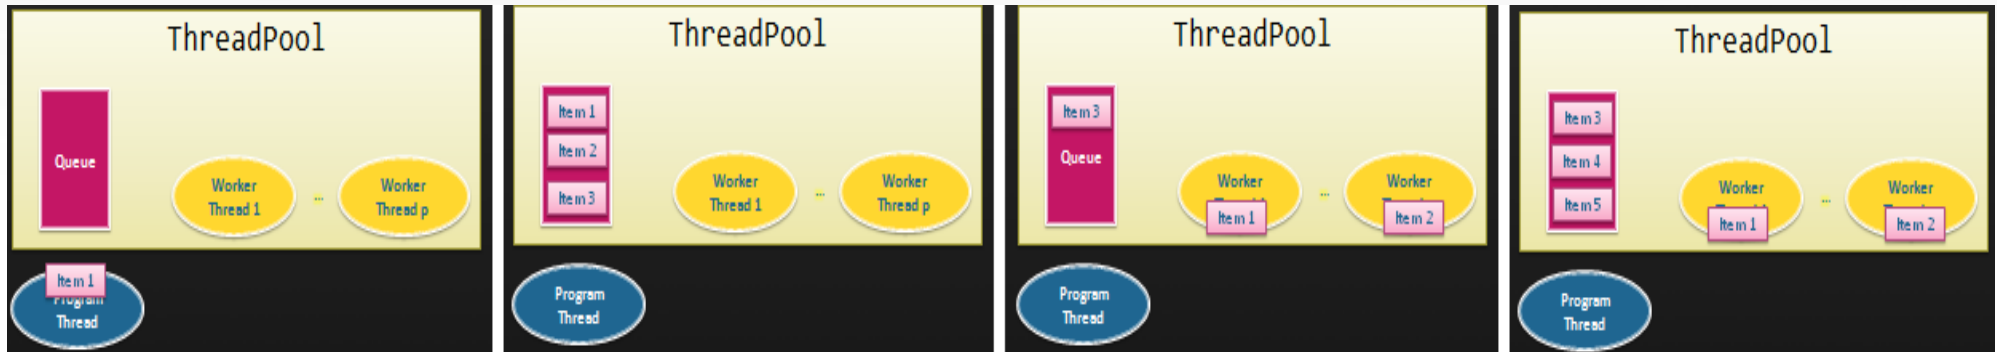 ThreadPool
Queue
Worker
Thread 1
...
Worker
Thread p
Item 1
Program
Thread
ThreadPool
Item 1
Item 2
Item 3
Worker
Thread 1
...
Worker
Thread p
Program
Thread
ThreadPool
Item 3
Queue
Worker
Item 1
...
Worker
Item 2
Program
Thread
ThreadPool
Item 3
Item 4
Item 5
Worker
Item 1
...
Worker
Item 2
Program
Thread